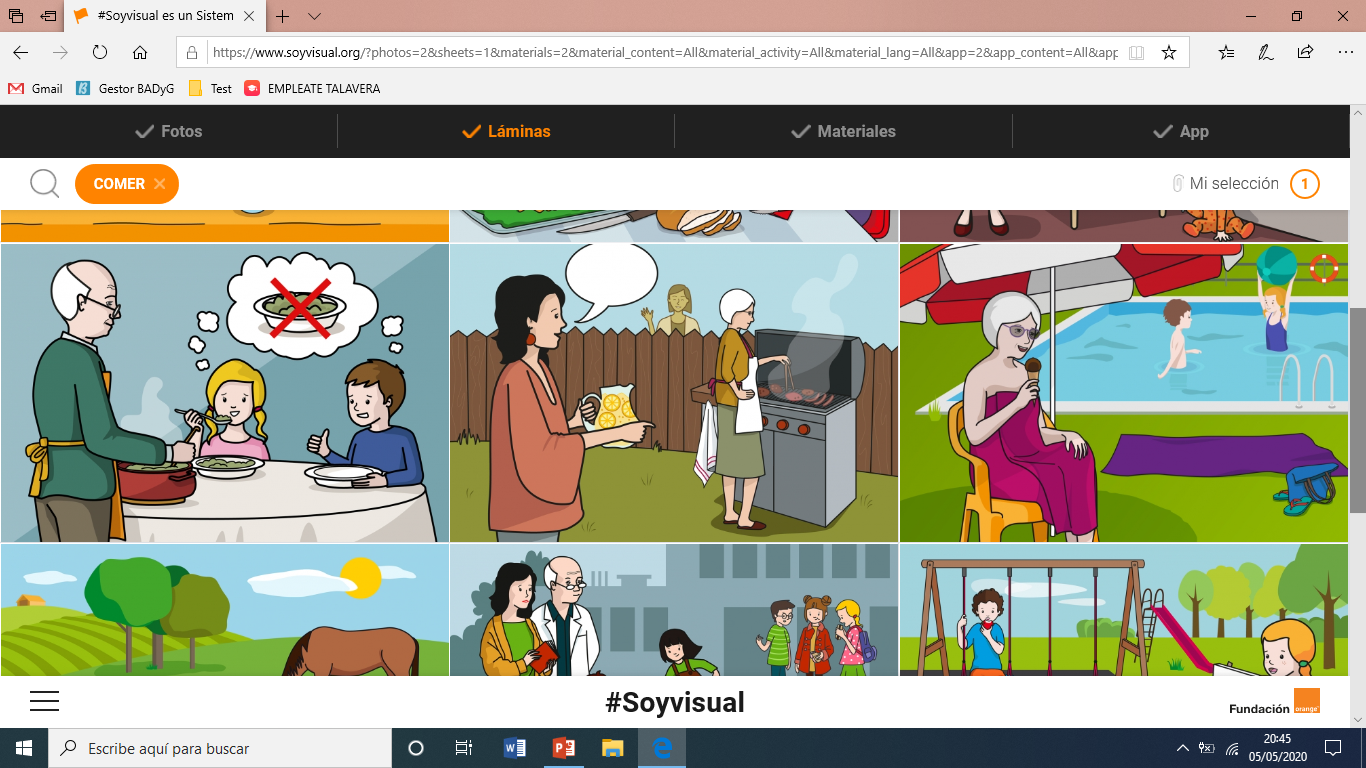 #Soyvisual es un Sistem
https://www.soyvisual.org/?photos=2&sheets=1&materials=2&material_content=All&material_activity=All&material_lang=All&app=2&app_content=All&app
Gmail Gestor BADyG Test EMPLEATE TALAVERA
Fotos Láminas Materiales App
COMER Mi selección 1
#Soyvisual
Fundación orange
Escribe aquí para buscar
20:45
05/05/2020